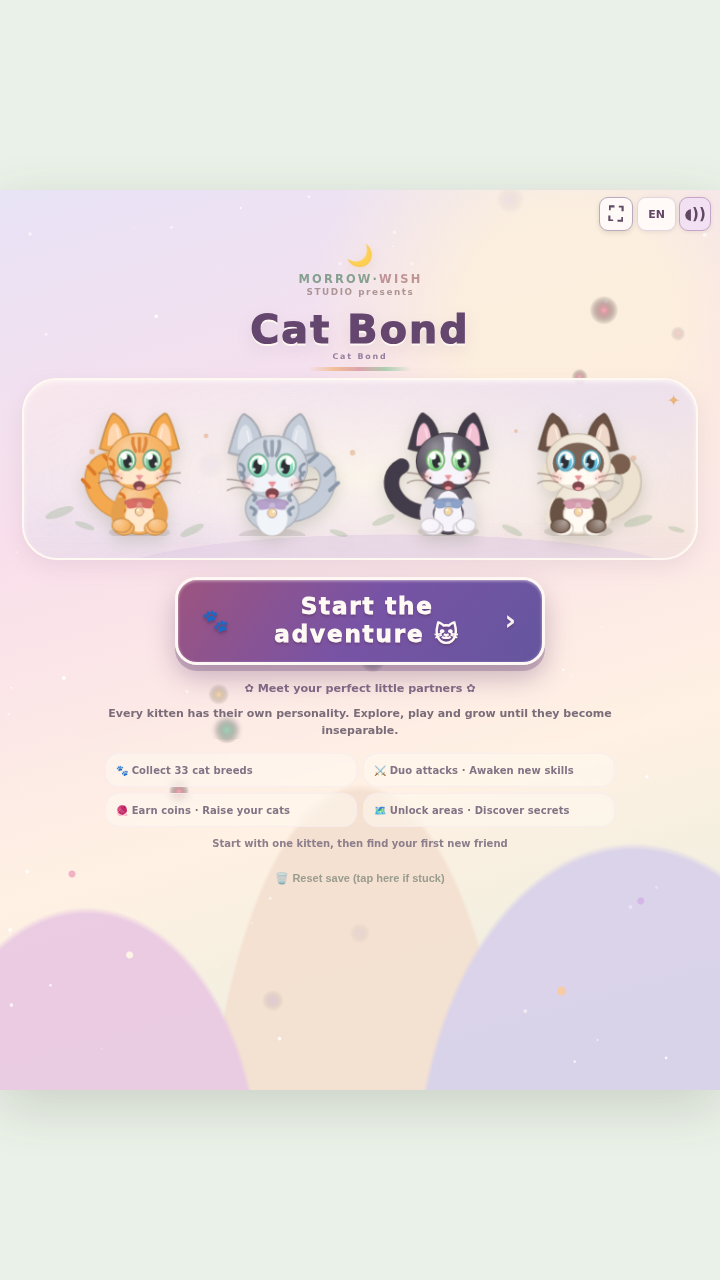 EN
MORROW·WISH
STUDIO presents
Cat Bond
Cat Bond
Start the
adventure 🐱
›
✿ Meet your perfect little partners ✿
Every kitten has their own personality. Explore, play and grow until they become
inseparable.
🐾 Collect 33 cat breeds
⚔️ Duo attacks · Awaken new skills
🧶 Earn coins · Raise your cats
🗺️ Unlock areas · Discover secrets
Start with one kitten, then find your first new friend
🗑️ Reset save (tap here if stuck)